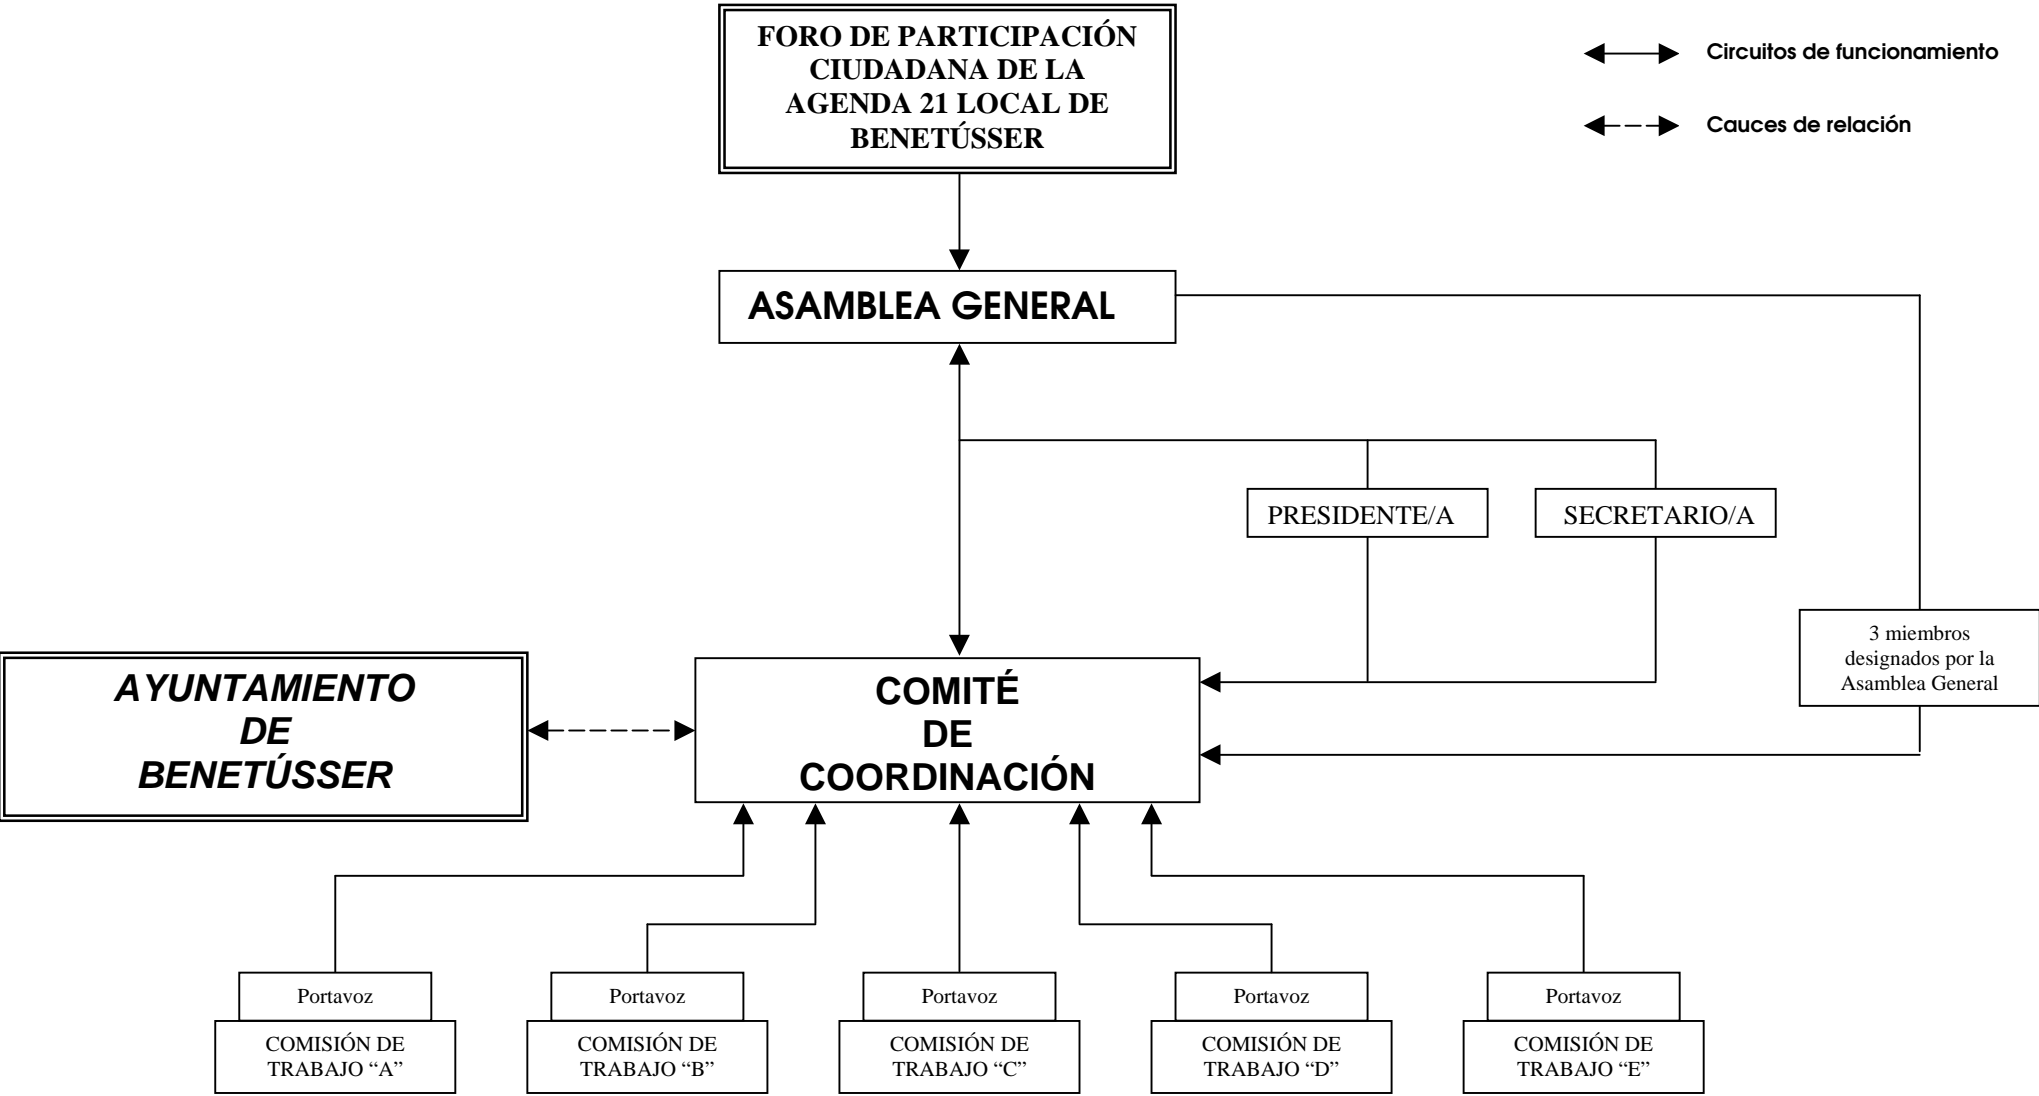 FORO DE PARTICIPACIÓN
CIUDADANA DE LA
AGENDA 21 LOCAL DE
BENETÚSSER
Circuitos de funcionamiento
Cauces de relación
ASAMBLEA GENERAL
PRESIDENTE/A
SECRETARIO/A
3 miembros
designados por la
Asamblea General
AYUNTAMIENTO
DE
BENETÚSSER
COMITÉ
DE
COORDINACIÓN
Portavoz
COMISIÓN DE
TRABAJO “A”
Portavoz
COMISIÓN DE
TRABAJO “B”
Portavoz
COMISIÓN DE
TRABAJO “C”
Portavoz
COMISIÓN DE
TRABAJO “D”
Portavoz
COMISIÓN DE
TRABAJO “E”